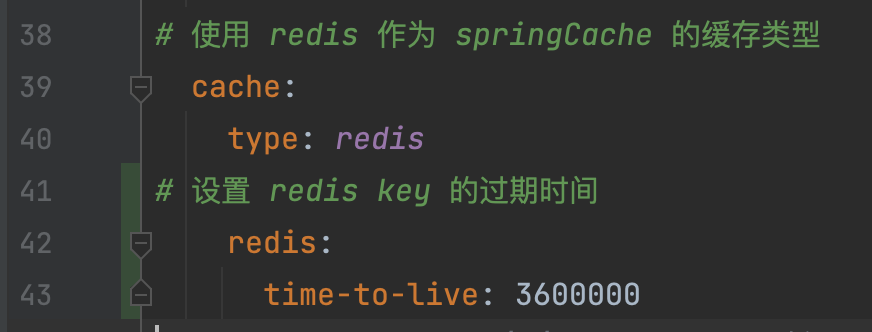 38 # 使用 redis 作为 springCache 的缓存类型
39 cache:
40 type: redis
41 # 设置 redis key 的过期时间
42 redis:
43 time-to-live: 3600000